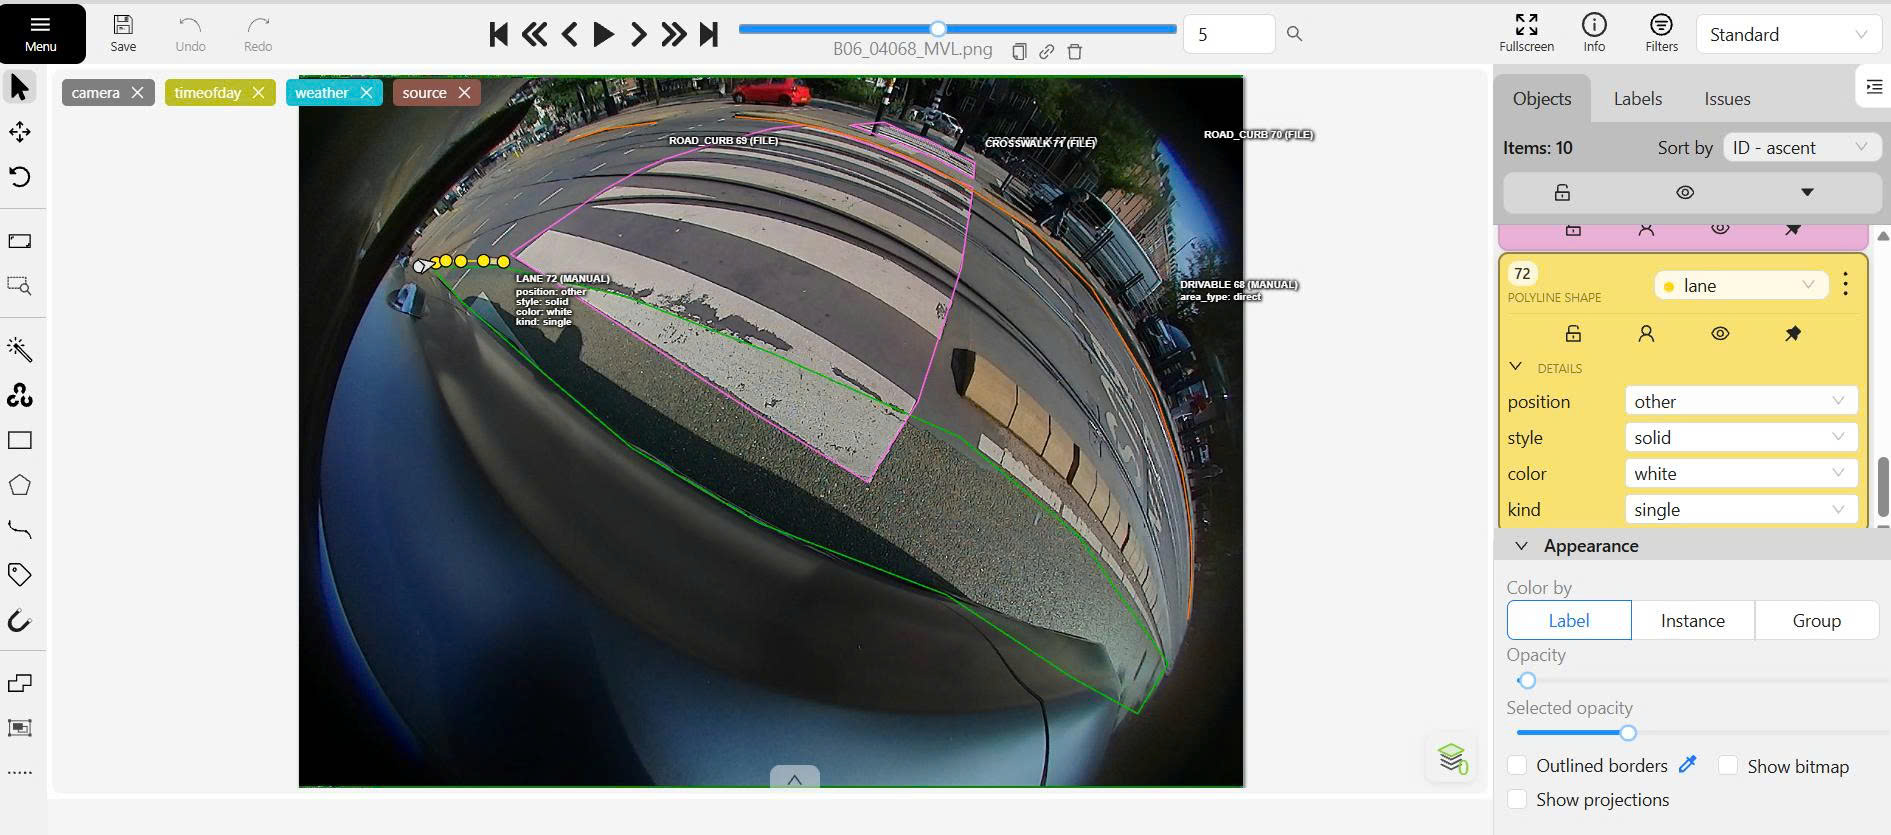 Menu
Save
Undo
Redo
B06_04068_MVL.png
5
Fullscreen
Info
Filters
Standard
camera
timeofday
weather
source
ROAD_CURB 69 (FILE)
CROSSWALK 71 (FILE)
ROAD_CURB 70 (FILE)
LANE 72 (MANUAL)
position: other
style: solid
color: white
kind: single
DRIVABLE 68 (MANUAL)
area_type: direct
0
Objects
Labels
Issues
Items: 10
Sort by
ID - ascent
72
POLYLINE SHAPE
lane
DETAILS
position
other
style
solid
color
white
kind
single
Appearance
Color by
Label
Instance
Group
Opacity
Selected opacity
Outlined borders
Show bitmap
Show projections